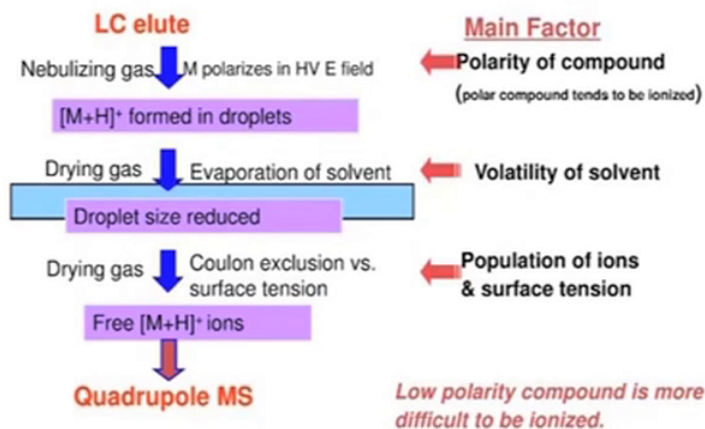 LC elute
Main Factor
Nebulizing gas
M polarizes in HV E field
Polarity of compound
(polar compound tends to be ionized)
[M+H]+ formed in droplets
Drying gas
Evaporation of solvent
Volatility of solvent
Droplet size reduced
Drying gas
Coulon exclusion vs.
surface tension
Population of ions
& surface tension
Free [M+H]+ ions
Quadrupole MS
Low polarity compound is more
difficult to be ionized.